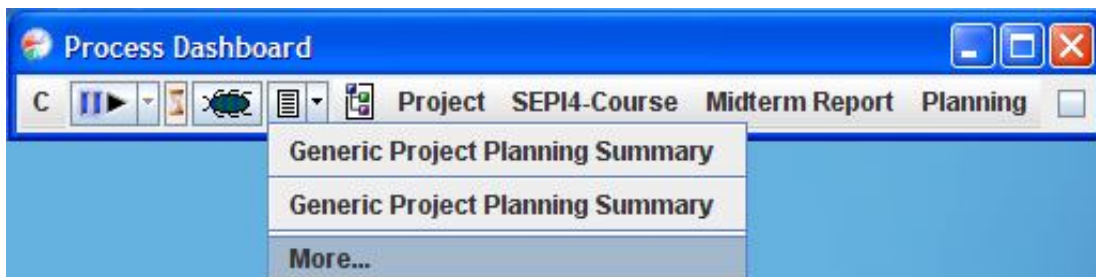 Process Dashboard
C Project SEPI4-Course Midterm Report Planning
Generic Project Planning Summary
Generic Project Planning Summary
More...